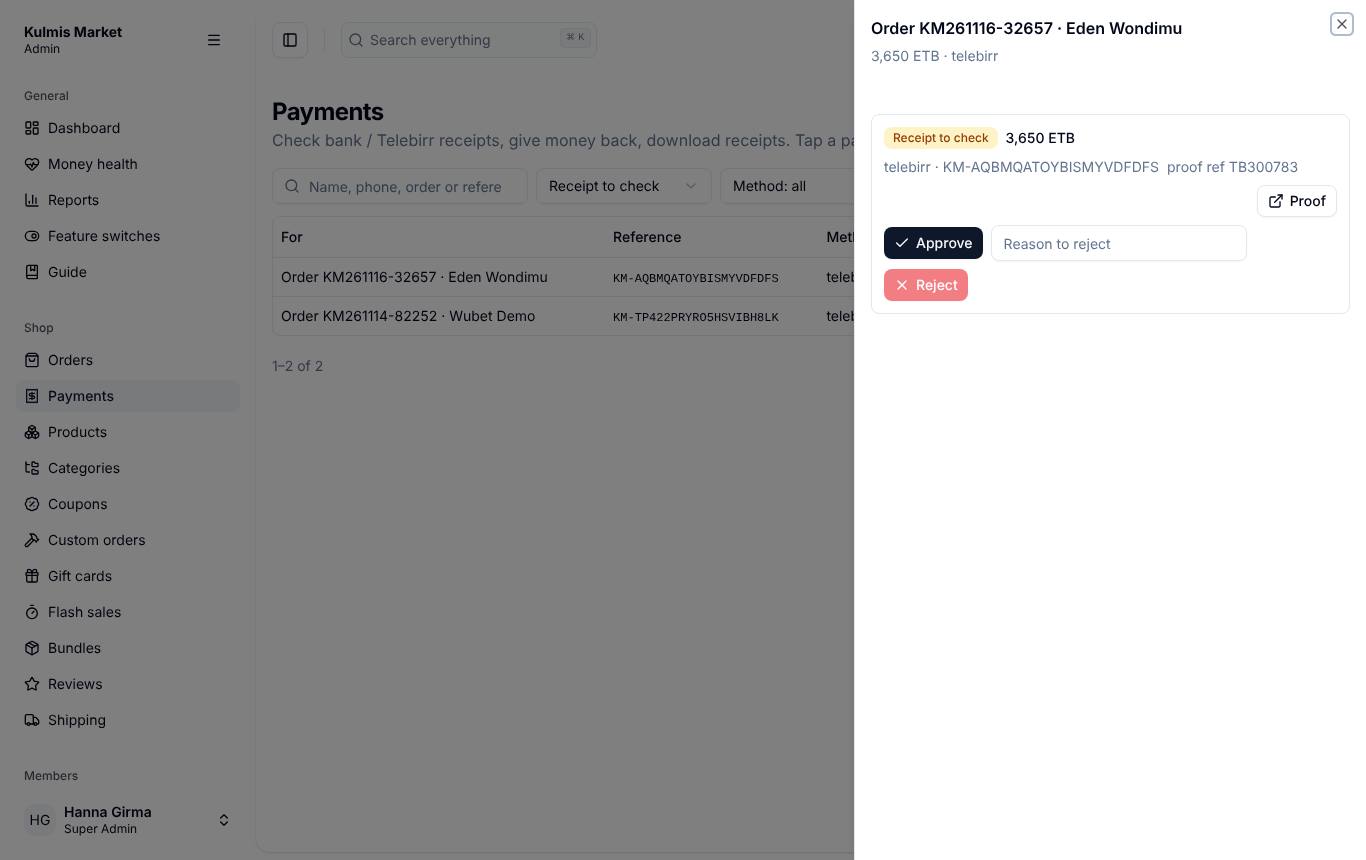 Kulmis Market
Admin
General
Dashboard
Money health
Reports
Feature switches
Guide
Shop
Orders
Payments
Products
Categories
Coupons
Custom orders
Gift cards
Flash sales
Bundles
Reviews
Shipping
Members
HG
Hanna Girma
Super Admin
Search everything
⌘ K
Payments
Check bank / Telebirr receipts, give money back, download receipts. Tap a pa
Name, phone, order or refere
Receipt to check
Method: all
For Reference Met
Order KM261116-32657 · Eden Wondimu KM-AQBMQATOYBISMYVDFDFS teleb
Order KM261114-82252 · Wubet Demo KM-TP422PRYRO5HSVIBH8LK teleb
1–2 of 2
Order KM261116-32657 · Eden Wondimu
3,650 ETB · telebirr
Receipt to check 3,650 ETB
telebirr · KM-AQBMQATOYBISMYVDFDFS proof ref TB300783
Proof
Approve
Reason to reject
Reject